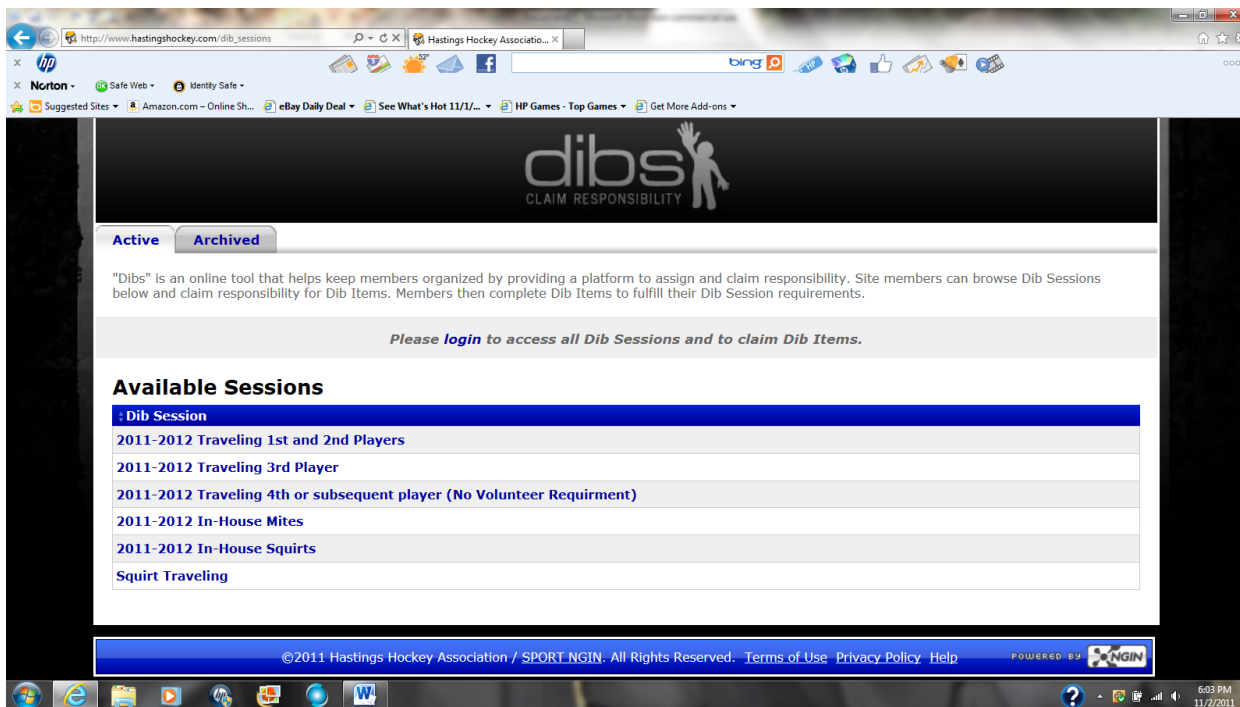 http://www.hastingshockey.com/dib_sessions
Hastings Hockey Associatio...
hp
52°
bing
Norton
Safe Web
Identity Safe
Suggested Sites
Amazon.com – Online Sh...
eBay Daily Deal
See What's Hot 11/1/...
HP Games - Top Games
Get More Add-ons
dibs
CLAIM RESPONSIBILITY
Active
Archived
"Dibs" is an online tool that helps keep members organized by providing a platform to assign and claim responsibility. Site members can browse Dib Sessions
below and claim responsibility for Dib Items. Members then complete Dib Items to fulfill their Dib Session requirements.
Please login to access all Dib Sessions and to claim Dib Items.
Available Sessions
Dib Session
2011-2012 Traveling 1st and 2nd Players
2011-2012 Traveling 3rd Player
2011-2012 Traveling 4th or subsequent player (No Volunteer Requirment)
2011-2012 In-House Mites
2011-2012 In-House Squirts
Squirt Traveling
©2011 Hastings Hockey Association / SPORT NGIN. All Rights Reserved. Terms of Use Privacy Policy Help
POWERED BY NGIN
6:03 PM
11/2/2011